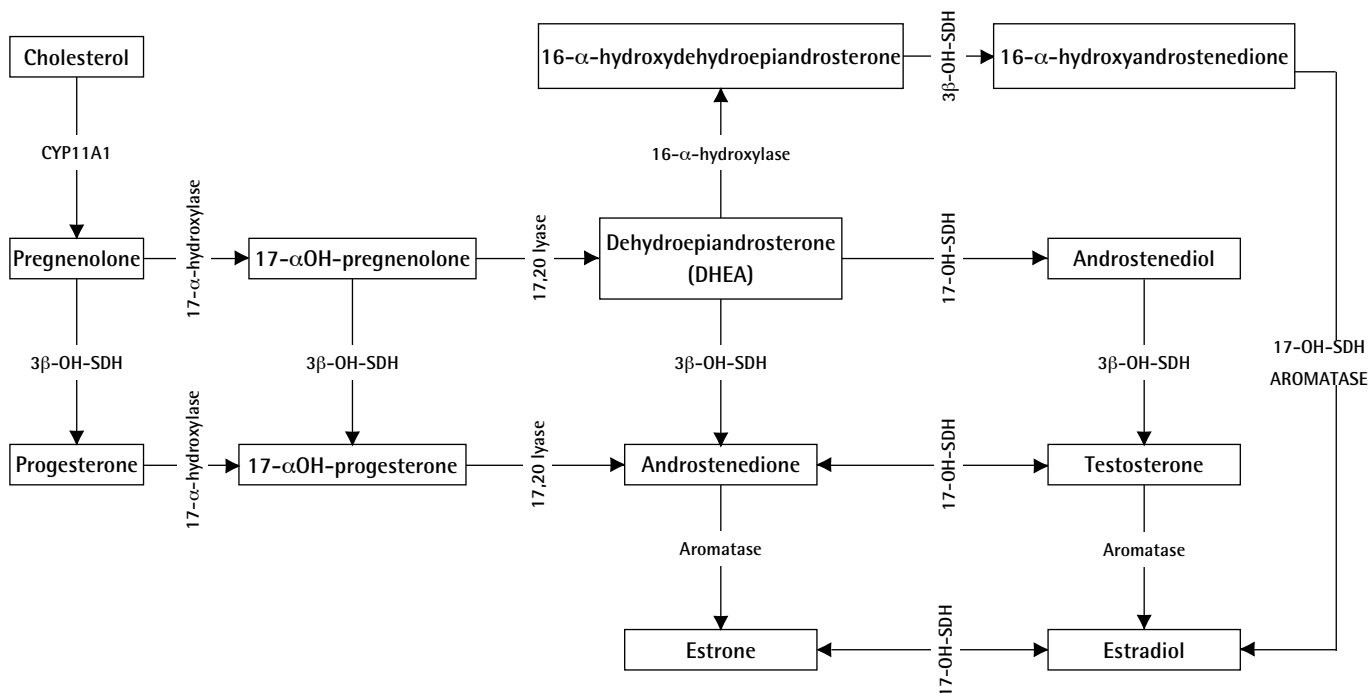 Cholesterol
16-α-hydroxydehydroepiandrosterone
3β-OH-SDH
16-α-hydroxyandrostenedione
CYP11A1
16-α-hydroxylase
Pregnenolone
17-α-hydroxylase
17-αOH-pregnenolone
17,20 lyase
Dehydroepiandrosterone
(DHEA)
17-OH-SDH
Androstenediol
3β-OH-SDH
3β-OH-SDH
3β-OH-SDH
3β-OH-SDH
17-OH-SDH
AROMATASE
Progesterone
17-α-hydroxylase
17-αOH-progesterone
17,20 lyase
Androstenedione
17-OH-SDH
Testosterone
Aromatase
Aromatase
Estrone
17-OH-SDH
Estradiol